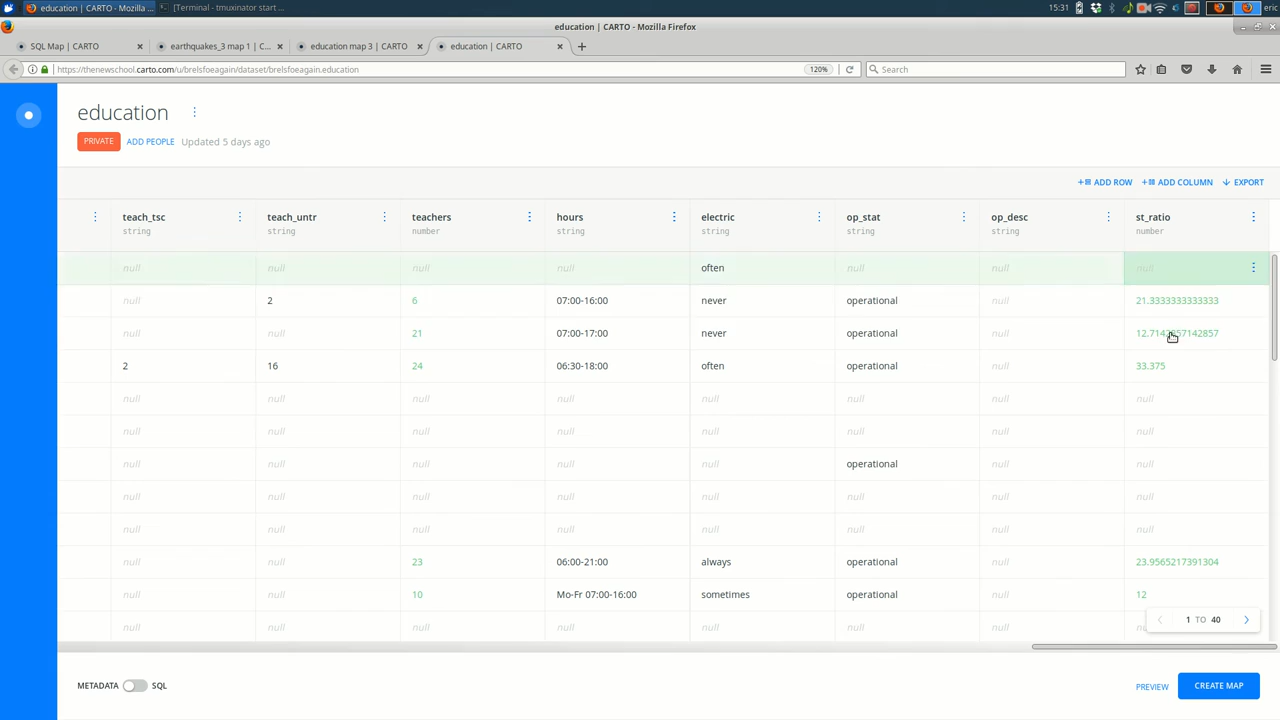 education | CARTO - Mozilla ... [Terminal - tmuxinator start ... 15:31 eric
education | CARTO - Mozilla Firefox
SQL Map | CARTO earthquakes_3 map 1 | C... education map 3 | CARTO education | CARTO
https://thenewschool.carto.com/u/brelsfoeagain/dataset/brelsfoeagain.education 120% Search
education
PRIVATE ADD PEOPLE Updated 5 days ago
ADD ROW ADD COLUMN EXPORT
teach_tsc teach_untr teachers hours electric op_stat op_desc st_ratio
string string number string string string string number
null null null null often null null null
null 2 6 07:00-16:00 never operational null 21.3333333333333
null null 21 07:00-17:00 never operational null
2 16 24 06:30-18:00 often operational null 33.375
null null null null null null null null
null null null null null null null null
null null null null null operational null null
null null null null null null null null
null null null null null null null null
null null 23 06:00-21:00 always operational null 23.9565217391304
null null 10 Mo-Fr 07:00-16:00 sometimes operational null 12
null null null null null null null
1 TO 40
METADATA SQL PREVIEW CREATE MAP